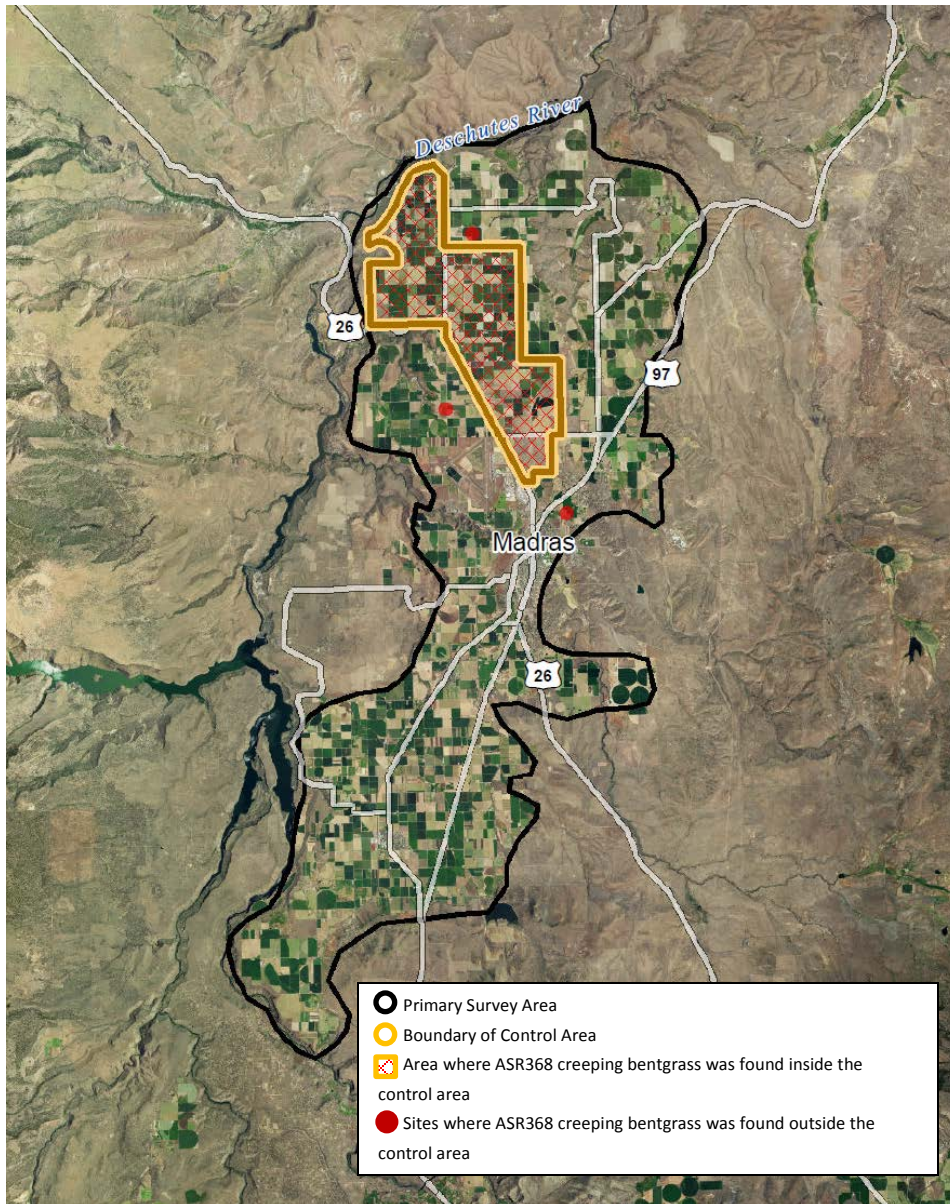 Deschutes River
26
97
Madras
26
Primary Survey Area
Boundary of Control Area
Area where ASR368 creeping bentgrass was found inside the
control area
Sites where ASR368 creeping bentgrass was found outside the
control area